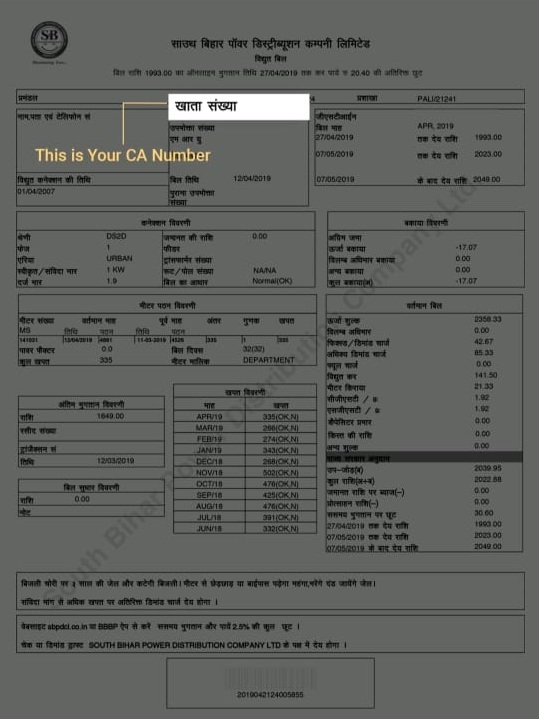 SB
साउथ बिहार पॉवर डिस्ट्रीब्यूशन कम्पनी लिमिटेड
विद्युत बिल
बिल राशि 1993.00 का ऑनलाइन भुगतान तिथि 27/04/2019 तक कर पायें रु 20.40 की अतिरिक्त छूट
प्रमंडल 4 प्रशाखा PALI/21241
खाता संख्या
This is Your CA Number
नाम,पता एवं टेलिफोन सं
उपभोक्ता संख्या
एम आर यु
जीएसटीआईन
बिल माह APR, 2019
27/04/2019 तक देय राशि 1993.00
07/05/2019 तक देय राशि 2023.00
07/05/2019 के बाद देय राशि 2049.00
विद्युत कनेक्शन की तिथि
01/04/2007
बिल तिथि 12/04/2019
पुराना उपभोक्ता संख्या
कनेक्शन विवरणी
श्रेणी DS2D जमानत की राशि 0.00
फेज 1 फीडर
एरिया URBAN ट्रांसफार्मर संख्या
स्वीकृत/संविदा भार 1 KW रूट/पोल संख्या NA/NA
दर्ज भार 1.9 बिल का आधार Normal(OK)
बकाया विवरणी
अग्रिम जमा
ऊर्जा बकाया -17.07
विलम्ब अधिभार बकाया 0.00
अन्य बकाया 0.00
कुल बकाया(अ) -17.07
मीटर पठन विवरणी
मीटर संख्या वर्तमान माह पूर्व माह अंतर गुणक खपत
MS तिथि पठन तिथि पठन
141021 12/04/2019 4861 11-03-2019 4526 335 1 335
पावर फैक्टर 0.0 बिल दिवस 32(32)
कुल खपत 335 मीटर मालिक DEPARTMENT
वर्तमान बिल
ऊर्जा शुल्क 2358.33
विलम्ब अधिभार 0.00
फिक्स्ड/डिमांड चार्ज 42.67
अधिक्य डिमांड चार्ज 85.33
फ्यूल चार्ज 0.00
विद्युत कर 141.50
मीटर किराया 21.33
सीजीएसटी / 1.92
एसजीएसटी / 1.92
कैपेसिटर प्रभार 0.00
किस्त की राशि 0.00
अन्य शुल्क 0.00
राज्य सरकार अनुदान
उप-जोड़(ब) 2039.95
कुल राशि(अ+ब) 2022.88
जमानत राशि पर ब्याज(-) 0.00
प्रोत्साहन राशि(-) 0.00
ससमय भुगतान पर छूट 30.60
27/04/2019 तक देय राशि 1993.00
07/05/2019 तक देय राशि 2023.00
07/05/2019 के बाद देय राशि 2049.00
अंतिम भुगतान विवरणी
राशि 1649.00
रसीद संख्या
ट्रांजैक्सन सं
तिथि 12/03/2019
बिल सुधार विवरणी
राशि 0.00
नोट
खपत विवरणी
माह खपत
APR/19 335(OK,N)
MAR/19 266(OK,N)
FEB/19 274(OK,N)
JAN/19 343(OK,N)
DEC/18 268(OK,N)
NOV/18 502(OK,N)
OCT/18 476(OK,N)
SEP/18 425(OK,N)
AUG/18 476(OK,N)
JUL/18 391(OK,N)
JUN/18 332(OK,N)
बिजली चोरी पर 3 साल की जेल और कटेगी बिजली। मीटर से छेड़छाड़ या बाईपास पड़ेगा महंगा,भरेंगे दंड जायेंगे जेल।
संविदा मांग से अधिक खपत पर अतिरिक्त डिमांड चार्ज देय होगा ।
वेबसाइट sbpdcl.co.in या BBBP ऐप से करें ससमय भुगतान और पायें 2.5% की कुल छूट ।
चेक या डिमांड ड्राफ्ट SOUTH BIHAR POWER DISTRIBUTION COMPANY LTD के पक्ष में देय होगा ।
2019042124005855
South Bihar Power Distribution Company Ltd.